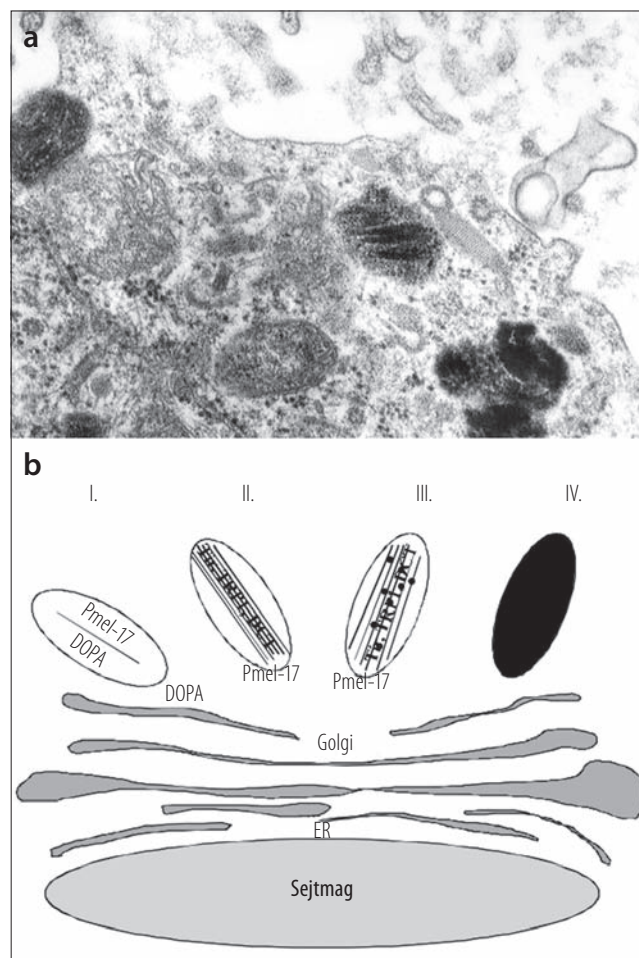 a
b
I. II. III. IV.
Pmel-17
DOPA
Pmel-17
Pmel-17
DOPA
Golgi
ER
Sejtmag